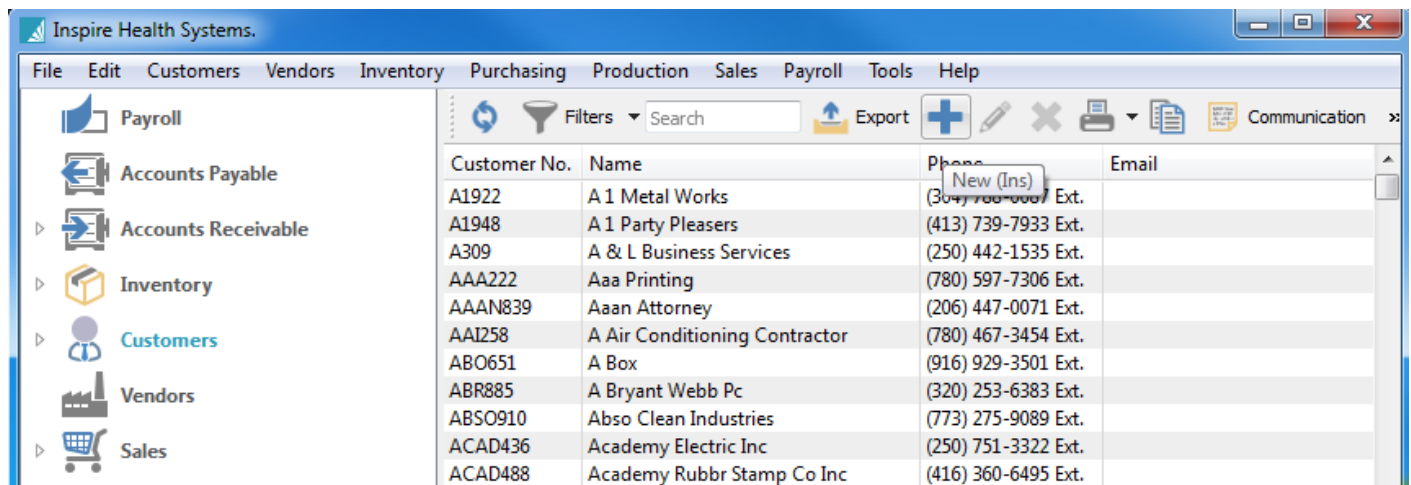 Inspire Health Systems.
File Edit Customers Vendors Inventory Purchasing Production Sales Payroll Tools Help
Filters Search Export Communication »
Payroll
Accounts Payable
Accounts Receivable
Inventory
Customers
Vendors
Sales
Customer No. Name Phone Email
New (Ins)
A1922 A 1 Metal Works Ext.
A1948 A 1 Party Pleasers (413) 739-7933 Ext.
A309 A & L Business Services (250) 442-1535 Ext.
AAA222 Aaa Printing (780) 597-7306 Ext.
AAAN839 Aaan Attorney (206) 447-0071 Ext.
AAI258 A Air Conditioning Contractor (780) 467-3454 Ext.
ABO651 A Box (916) 929-3501 Ext.
ABR885 A Bryant Webb Pc (320) 253-6383 Ext.
ABSO910 Abso Clean Industries (773) 275-9089 Ext.
ACAD436 Academy Electric Inc (250) 751-3322 Ext.
ACAD488 Academy Rubbr Stamp Co Inc (416) 360-6495 Ext.